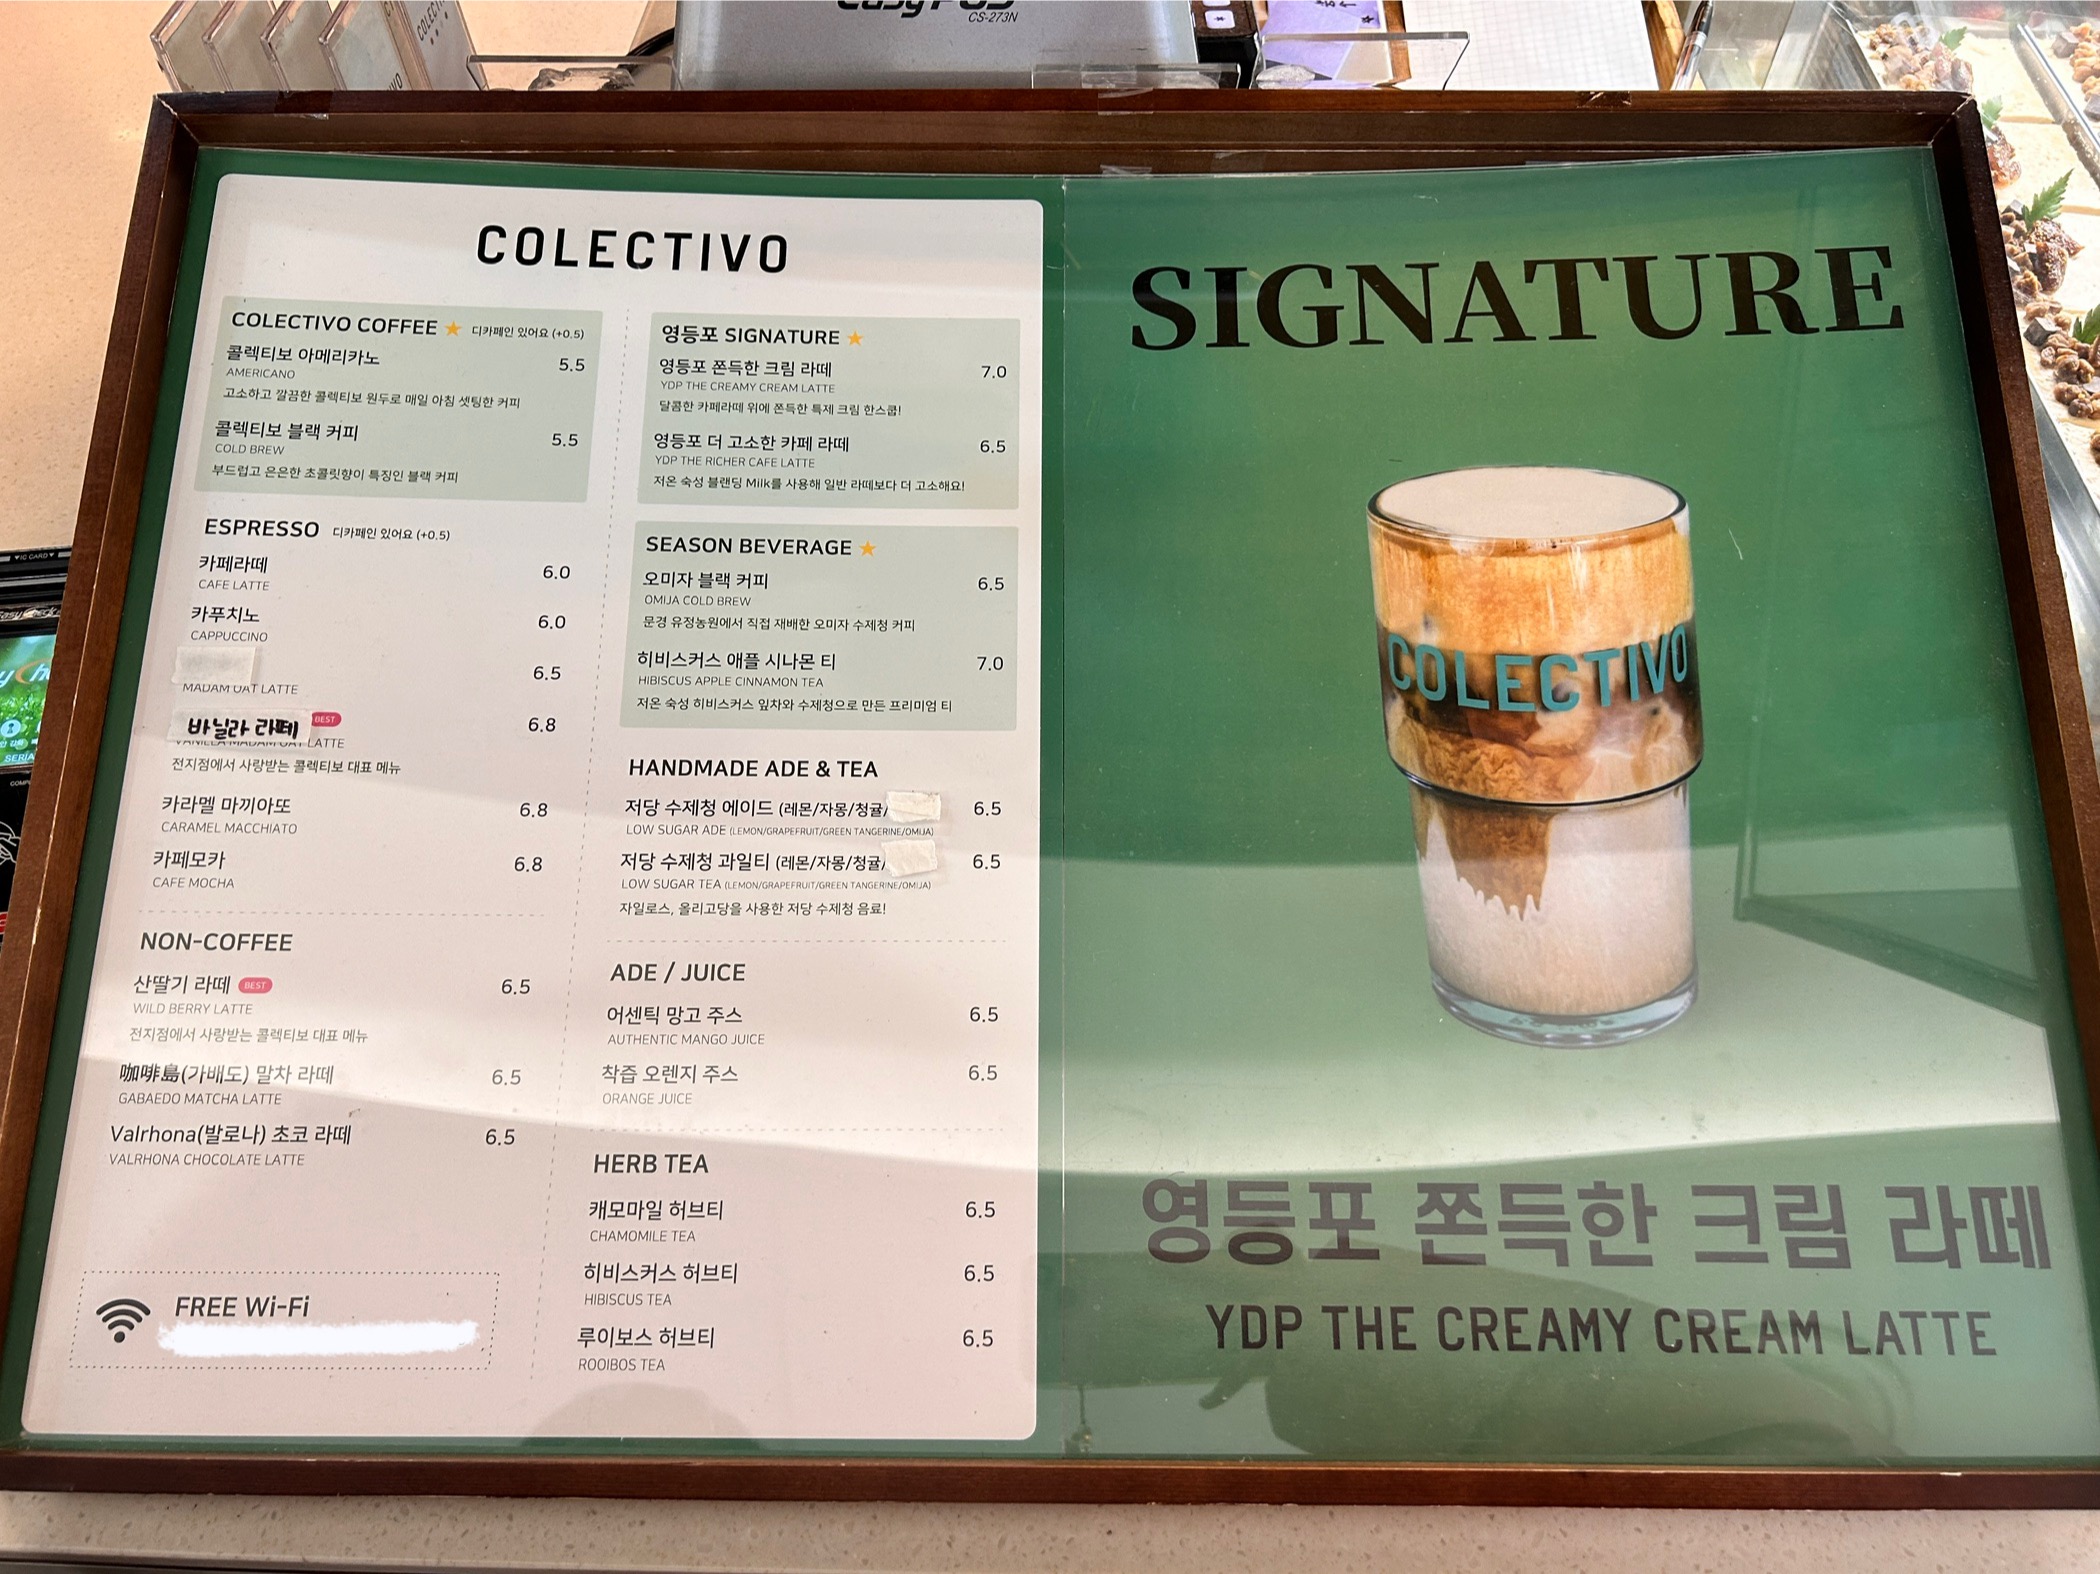 EasyPOS
CS-273N
COLECTIVO
COLECTIVO COFFEE 디카페인 있어요 (+0.5)
콜렉티보 아메리카노 5.5
AMERICANO
고소하고 깔끔한 콜렉티보 원두로 매일 아침 셋팅한 커피
콜렉티보 블랙 커피 5.5
COLD BREW
부드럽고 은은한 초콜릿향이 특징인 블랙 커피
ESPRESSO 디카페인 있어요 (+0.5)
카페라떼 6.0
CAFE LATTE
카푸치노 6.0
CAPPUCCINO
6.5
MADAM OAT LATTE
바닐라 라떼 BEST 6.8
VANILLA MADAM OAT LATTE
전지점에서 사랑받는 콜렉티보 대표 메뉴
카라멜 마끼아또 6.8
CARAMEL MACCHIATO
카페모카 6.8
CAFE MOCHA
NON-COFFEE
산딸기 라떼 BEST 6.5
WILD BERRY LATTE
전지점에서 사랑받는 콜렉티보 대표 메뉴
咖啡島(가배도) 말차 라떼 6.5
GABAEDO MATCHA LATTE
Valrhona(발로나) 초코 라떼 6.5
VALRHONA CHOCOLATE LATTE
FREE Wi-Fi
영등포 SIGNATURE
영등포 쫀득한 크림 라떼 7.0
YDP THE CREAMY CREAM LATTE
달콤한 카페라떼 위에 쫀득한 특제 크림 한스쿱!
영등포 더 고소한 카페 라떼 6.5
YDP THE RICHER CAFE LATTE
저온 숙성 블랜딩 Milk를 사용해 일반 라떼보다 더 고소해요!
SEASON BEVERAGE
오미자 블랙 커피 6.5
OMIJA COLD BREW
문경 유정농원에서 직접 재배한 오미자 수제청 커피
히비스커스 애플 시나몬 티 7.0
HIBISCUS APPLE CINNAMON TEA
저온 숙성 히비스커스 잎차와 수제청으로 만든 프리미엄 티
HANDMADE ADE & TEA
저당 수제청 에이드 (레몬/자몽/청귤/ 6.5
LOW SUGAR ADE (LEMON/GRAPEFRUIT/GREEN TANGERINE/OMIJA)
저당 수제청 과일티 (레몬/자몽/청귤/ 6.5
LOW SUGAR TEA (LEMON/GRAPEFRUIT/GREEN TANGERINE/OMIJA)
자일로스, 올리고당을 사용한 저당 수제청 음료!
ADE / JUICE
어센틱 망고 주스 6.5
AUTHENTIC MANGO JUICE
착즙 오렌지 주스 6.5
ORANGE JUICE
HERB TEA
캐모마일 허브티 6.5
CHAMOMILE TEA
히비스커스 허브티 6.5
HIBISCUS TEA
루이보스 허브티 6.5
ROOIBOS TEA
SIGNATURE
COLECTIVO
영등포 쫀득한 크림 라떼
YDP THE CREAMY CREAM LATTE